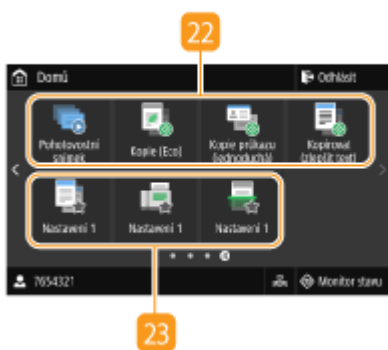 22
Domů
Odhlásit
Pohotovostní
snímek
Kopie (Eco)
Kopie průkazu
(jednoduchá)
Kopírovat
(zlepšit text)
Nastavení 1
Nastavení 1
Nastavení 1
7654321
Monitor stavu
23